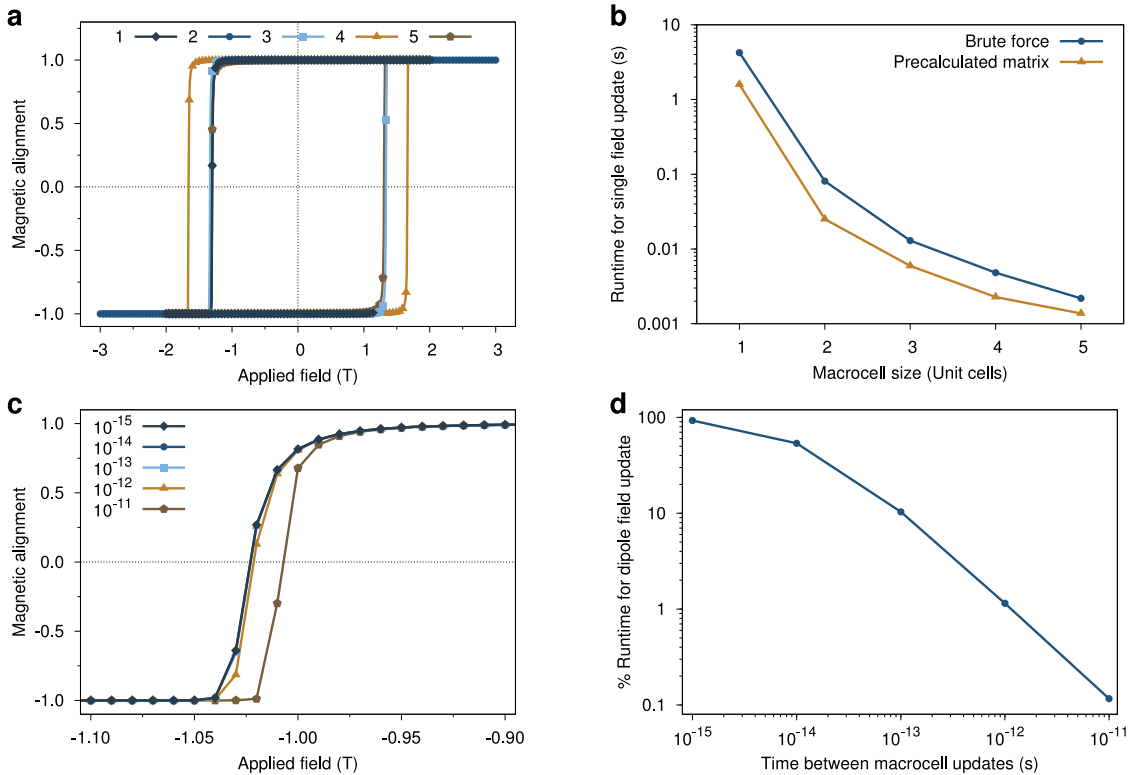 a
1 2 3 4 5
1.0
0.5
0.0
-0.5
-1.0
Magnetic alignment
-3 -2 -1 0 1 2 3
Applied field (T)
b
Brute force
Precalculated matrix
10
1
0.1
0.01
0.001
Runtime for single field update (s)
1 2 3 4 5
Macrocell size (Unit cells)
c
10⁻¹⁵
10⁻¹⁴
10⁻¹³
10⁻¹²
10⁻¹¹
1.0
0.5
0.0
-0.5
-1.0
Magnetic alignment
-1.10 -1.05 -1.00 -0.95 -0.90
Applied field (T)
d
100
10
1
0.1
% Runtime for dipole field update
10⁻¹⁵ 10⁻¹⁴ 10⁻¹³ 10⁻¹² 10⁻¹¹
Time between macrocell updates (s)